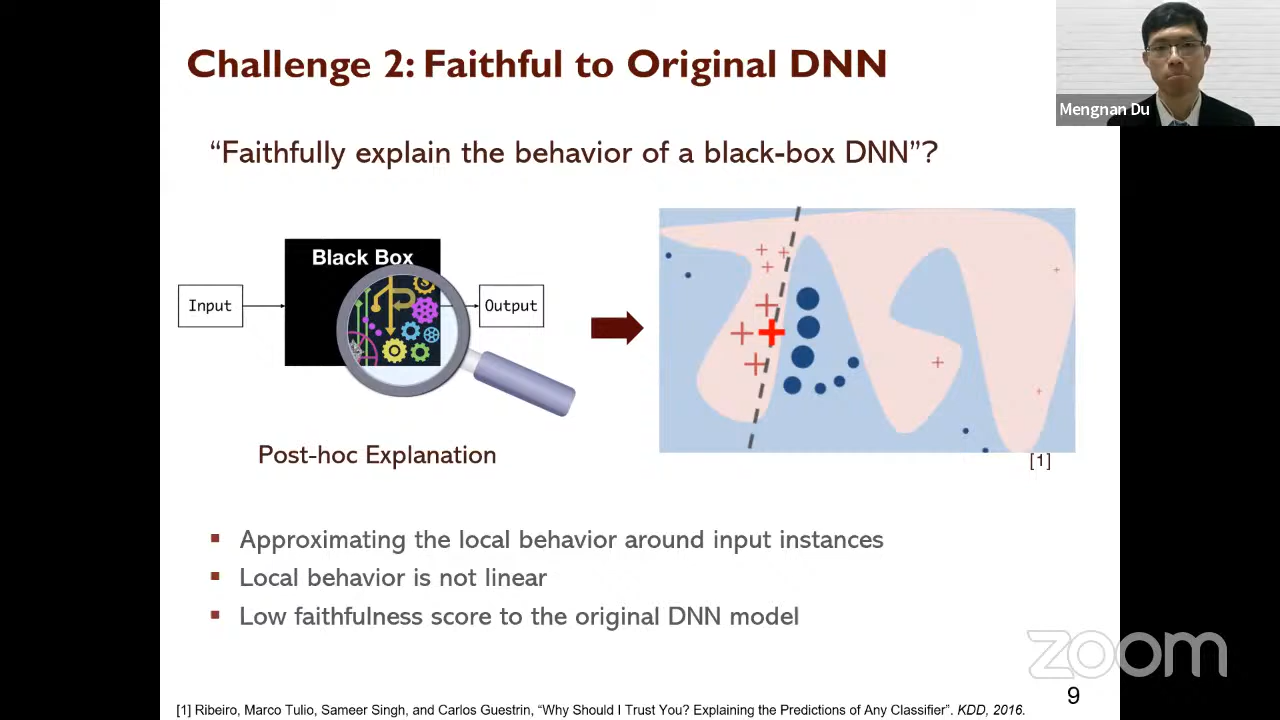 Challenge 2: Faithful to Original DNN
Mengnan Du
“Faithfully explain the behavior of a black-box DNN”?
Black Box
Input
Output
Post-hoc Explanation
[1]
▪ Approximating the local behavior around input instances
▪ Local behavior is not linear
▪ Low faithfulness score to the original DNN model
zoom
9
[1] Ribeiro, Marco Tulio, Sameer Singh, and Carlos Guestrin, “Why Should I Trust You? Explaining the Predictions of Any Classifier”. KDD, 2016.